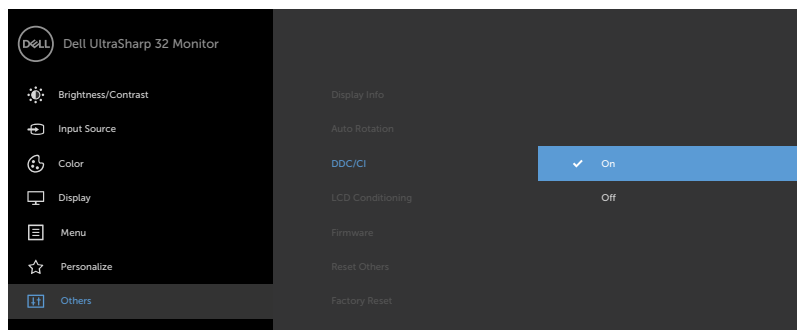 DELL
Dell UltraSharp 32 Monitor
Brightness/Contrast
Input Source
Color
Display
Menu
Personalize
Others
Display Info
Auto Rotation
DDC/CI
LCD Conditioning
Firmware
Reset Others
Factory Reset
On
Off